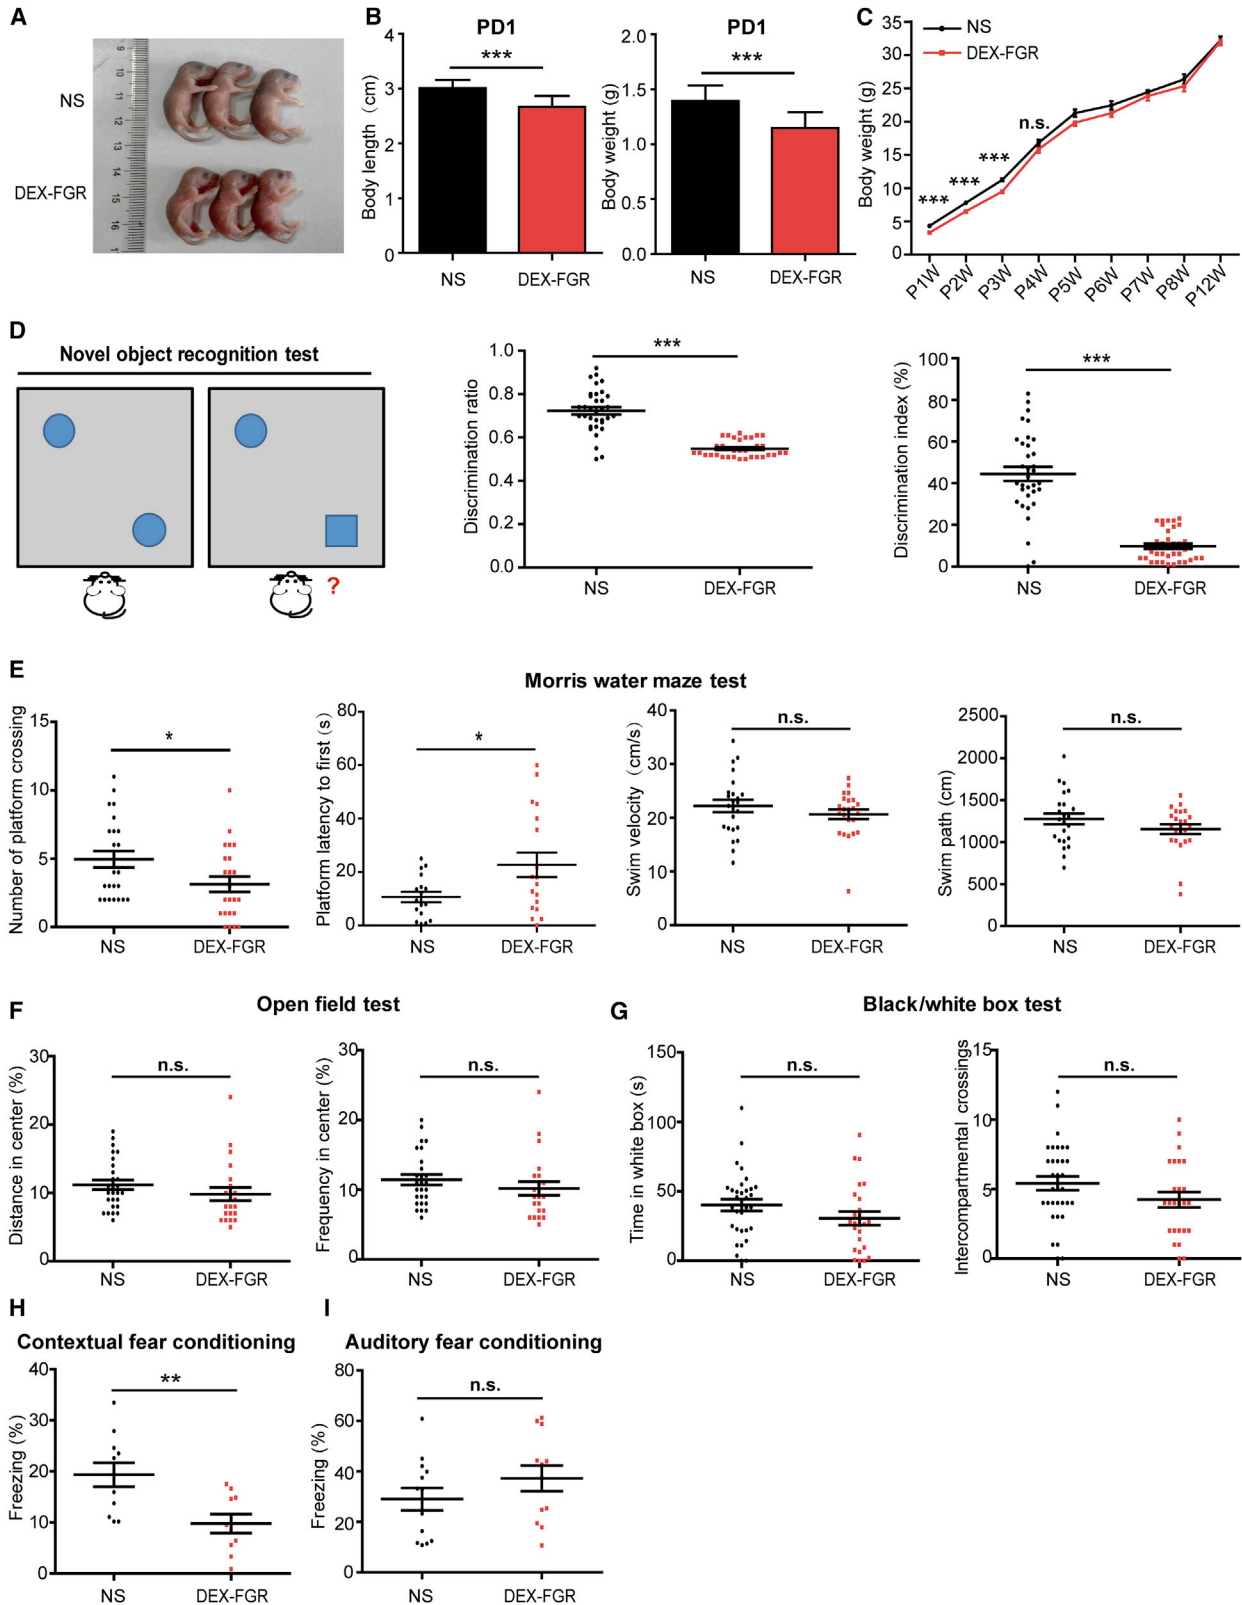 A
NS
DEX-FGR
9
10
11
12
13
14
15
16
B
PD1
***
Body length (cm)
4
3
2
1
0
NS
DEX-FGR
PD1
***
Body weight (g)
2.0
1.5
1.0
0.5
0.0
NS
DEX-FGR
C
NS
DEX-FGR
Body weight (g)
35
30
25
20
15
10
5
0
***
***
***
n.s.
P1W
P2W
P3W
P4W
P5W
P6W
P7W
P8W
P12W
D
Novel object recognition test
?
Discrimination ratio
1.0
0.8
0.6
0.4
0.2
0.0
***
NS
DEX-FGR
Discrimination index (%)
100
80
60
40
20
0
***
NS
DEX-FGR
E
Morris water maze test
Number of platform crossing
15
10
5
0
*
NS
DEX-FGR
Platform latency to first (s)
80
60
40
20
0
*
NS
DEX-FGR
Swim velocity (cm/s)
40
30
20
10
0
n.s.
NS
DEX-FGR
Swim path (cm)
2500
2000
1500
1000
500
0
n.s.
NS
DEX-FGR
F
Open field test
Distance in center (%)
30
20
10
0
n.s.
NS
DEX-FGR
Frequency in center (%)
30
20
10
0
n.s.
NS
DEX-FGR
G
Black/white box test
Time in white box (s)
150
100
50
0
n.s.
NS
DEX-FGR
Intercompartmental crossings
15
10
5
0
n.s.
NS
DEX-FGR
H
Contextual fear conditioning
Freezing (%)
40
30
20
10
0
**
NS
DEX-FGR
I
Auditory fear conditioning
Freezing (%)
80
60
40
20
0
n.s.
NS
DEX-FGR